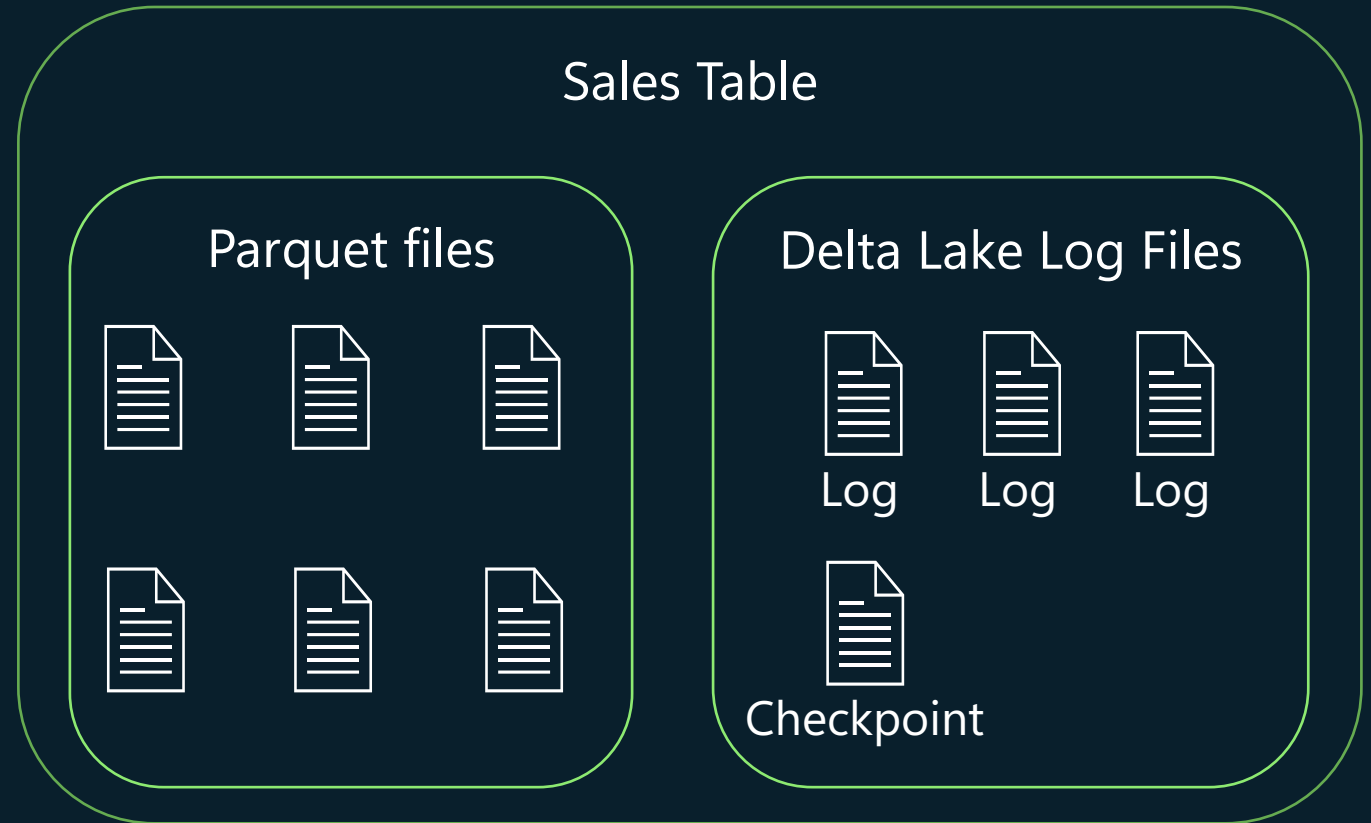 Sales Table
Parquet files
Delta Lake Log Files
Log
Log
Log
Checkpoint